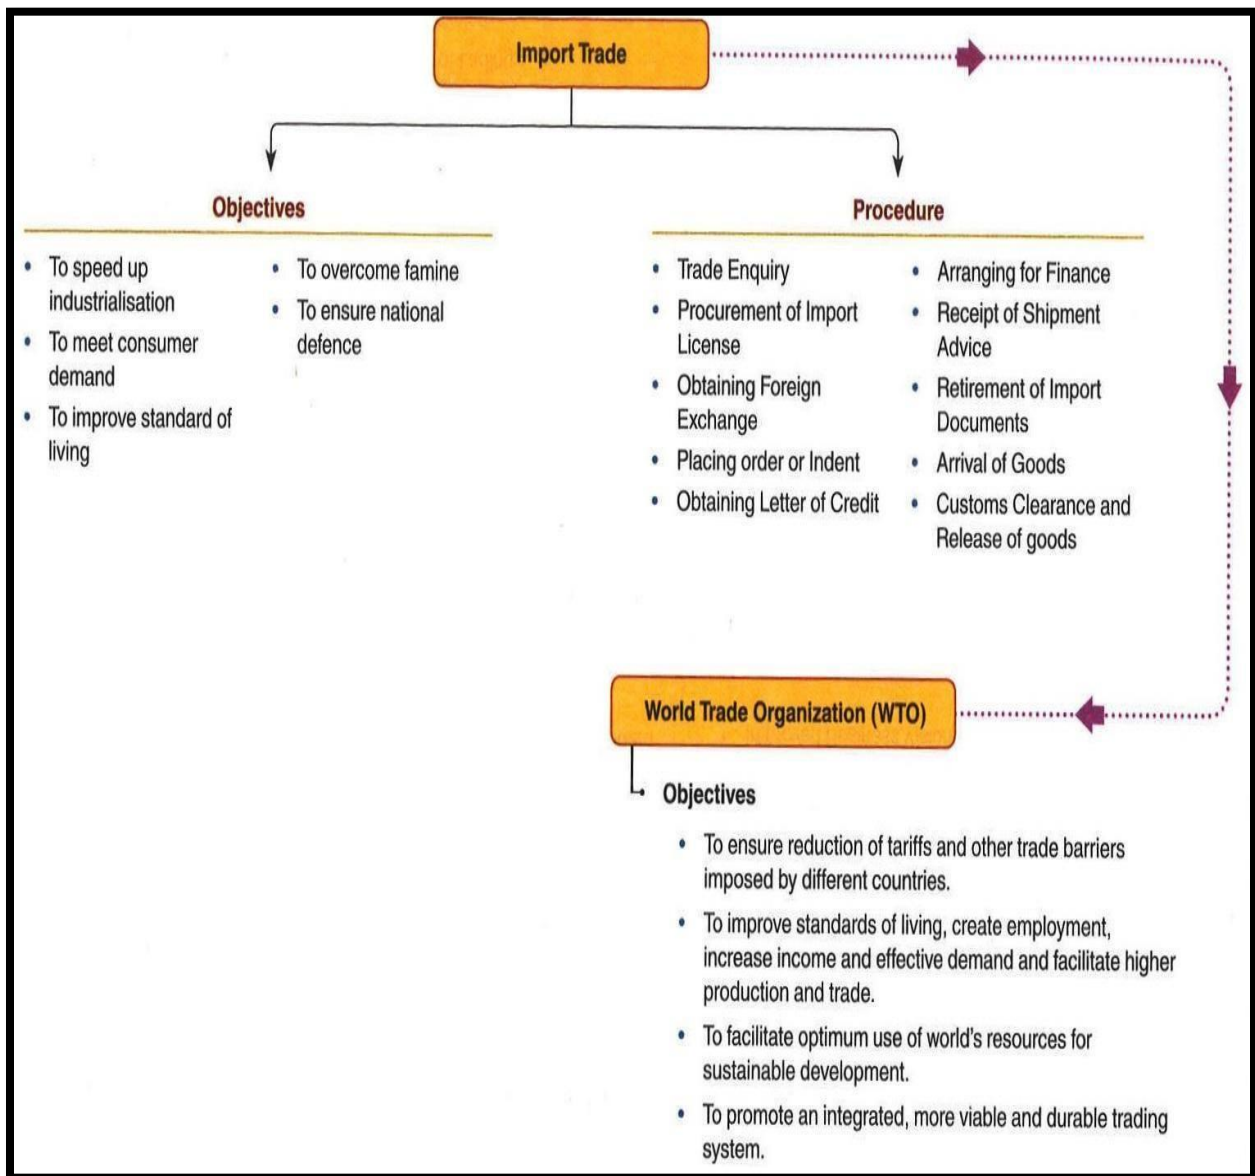 Import Trade
Objectives
• To speed up
industrialisation
• To meet consumer
demand
• To improve standard of
living
• To overcome famine
• To ensure national
defence
Procedure
• Trade Enquiry
• Procurement of Import
License
• Obtaining Foreign
Exchange
• Placing order or Indent
• Obtaining Letter of Credit
• Arranging for Finance
• Receipt of Shipment
Advice
• Retirement of Import
Documents
• Arrival of Goods
• Customs Clearance and
Release of goods
World Trade Organization (WTO)
Objectives
• To ensure reduction of tariffs and other trade barriers
imposed by different countries.
• To improve standards of living, create employment,
increase income and effective demand and facilitate higher
production and trade.
• To facilitate optimum use of world's resources for
sustainable development.
• To promote an integrated, more viable and durable trading
system.